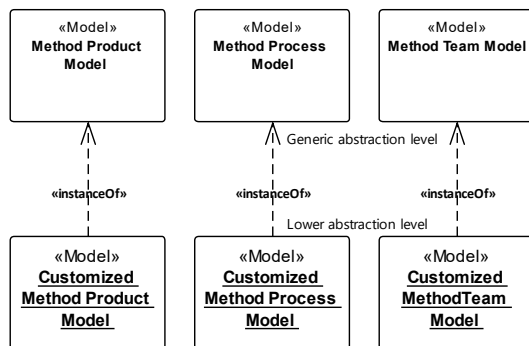 «Model»
Method Product
Model
«Model»
Method Process
Model
«Model»
Method Team Model
Generic abstraction level
«instanceOf»
«instanceOf»
«instanceOf»
Lower abstraction level
«Model»
Customized
Method Product
Model
«Model»
Customized
Method Process
Model
«Model»
Customized
MethodTeam
Model